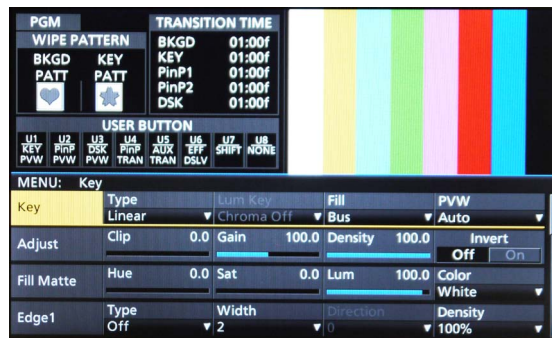 PGM
WIPE PATTERN
BKGD KEY
PATT PATT
TRANSITION TIME
BKGD 01:00f
KEY 01:00f
PinP1 01:00f
PinP2 01:00f
DSK 01:00f
USER BUTTON
U1 U2 U3 U4 U5 U6 U7 U8
KEY PinP DSK PinP AUX EFF SHIFT NONE
PVW PVW PVW TRAN TRAN DSLV
MENU: Key
Key
Type Lum Key Fill PVW
Linear Chroma Off Bus Auto
Adjust
Clip 0.0 Gain 100.0 Density 100.0 Invert
Off On
Fill Matte
Hue 0.0 Sat 0.0 Lum 100.0 Color
White
Edge1
Type Width Direction Density
Off 2 0 100%